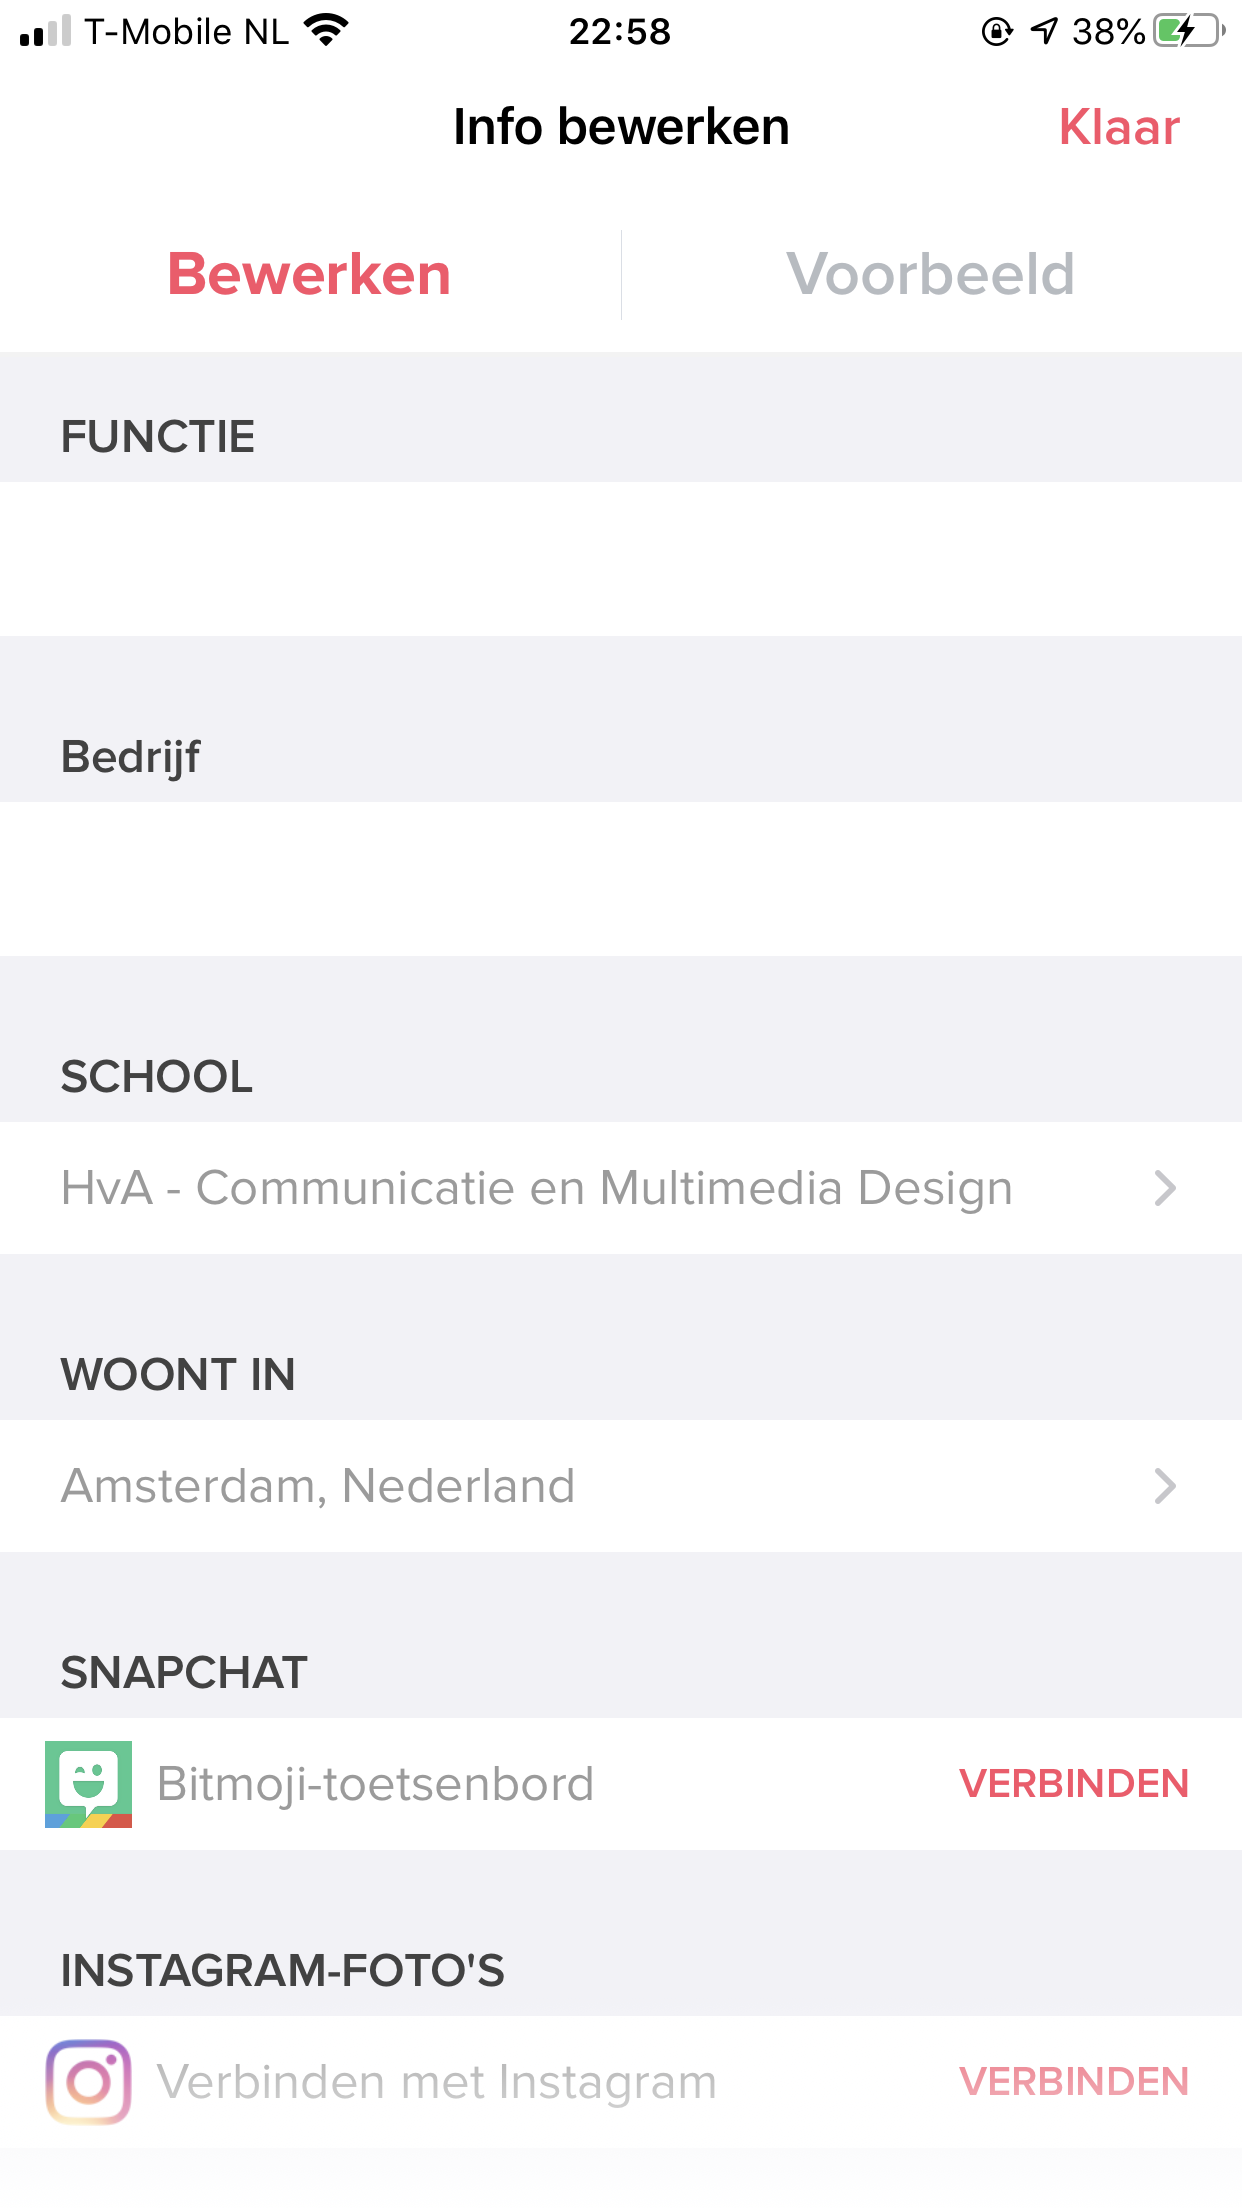 T-Mobile NL 22:58 38%
Info bewerken Klaar
Bewerken Voorbeeld
FUNCTIE
Bedrijf
SCHOOL
HvA - Communicatie en Multimedia Design
WOONT IN
Amsterdam, Nederland
SNAPCHAT
Bitmoji-toetsenbord VERBINDEN
INSTAGRAM-FOTO'S
Verbinden met Instagram VERBINDEN